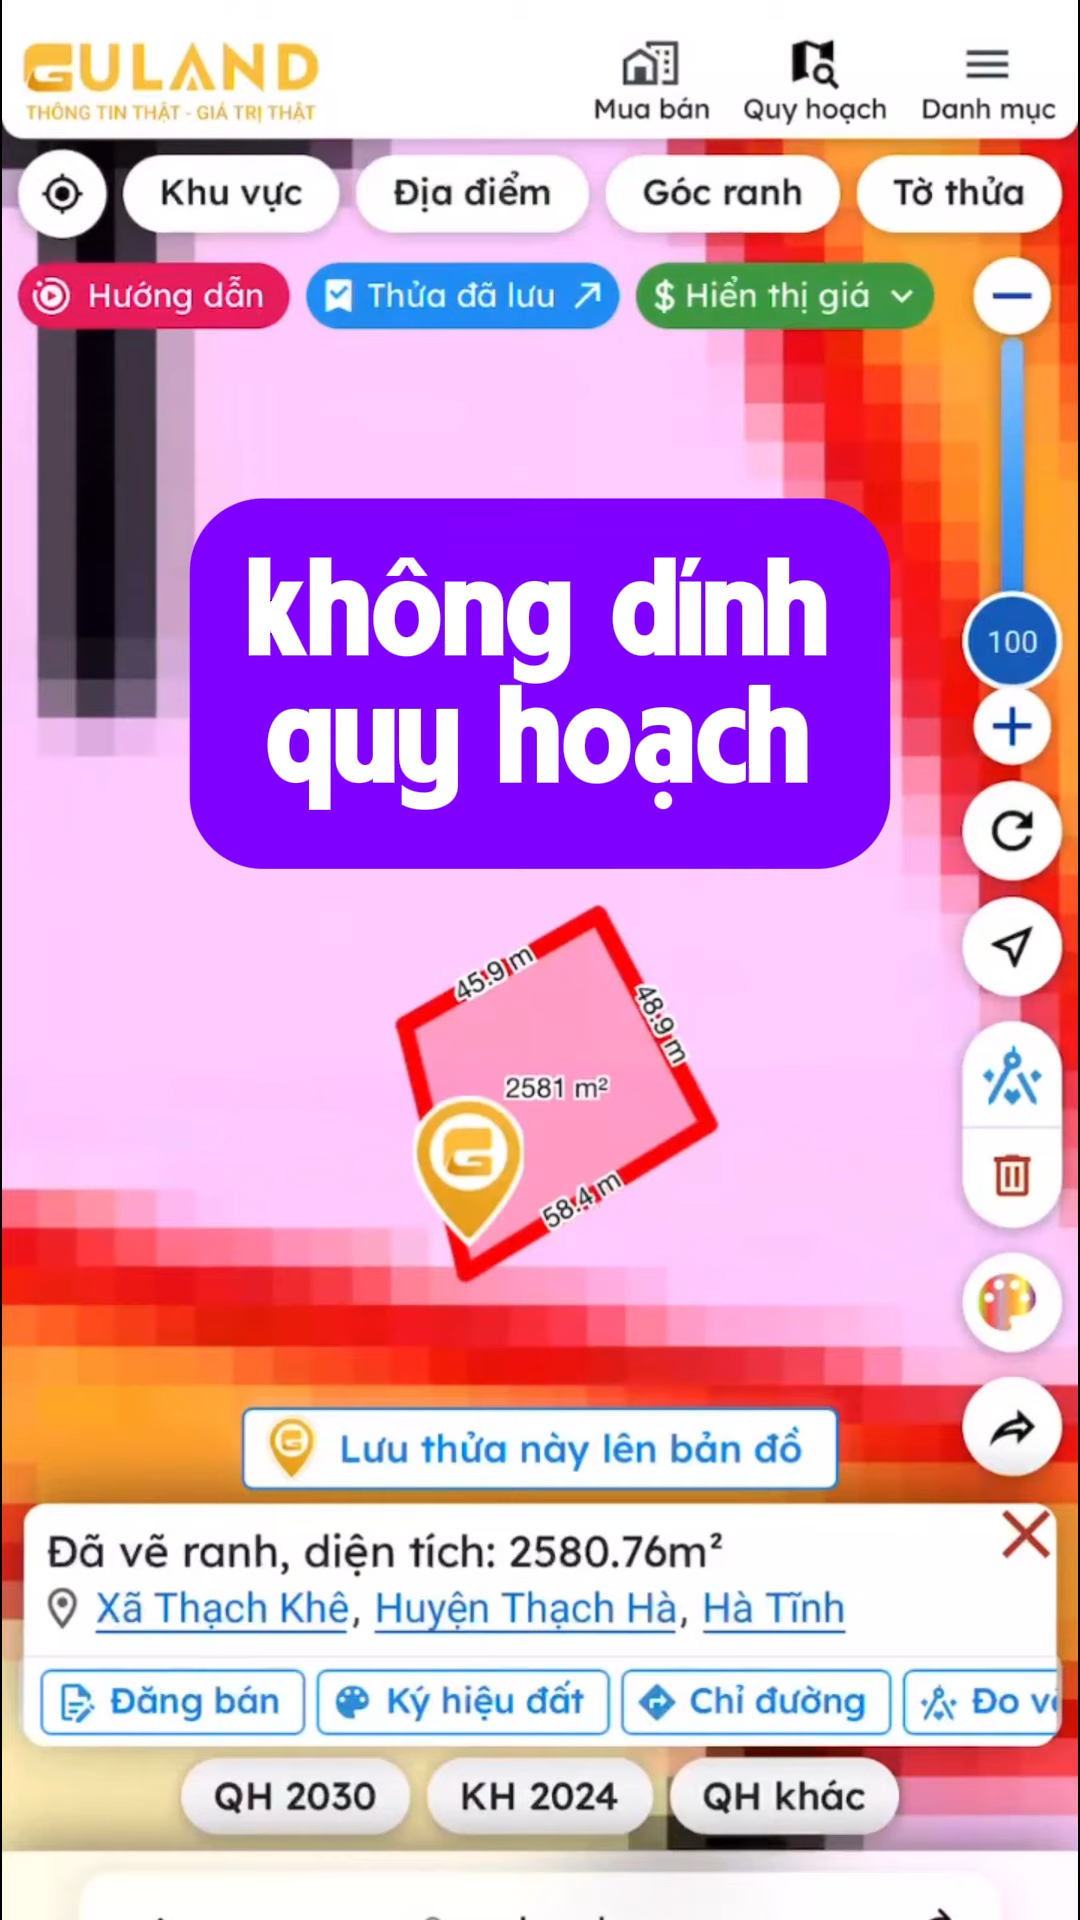 GULAND
THÔNG TIN THẬT - GIÁ TRỊ THẬT
Mua bán
Quy hoạch
Danh mục
Khu vực
Địa điểm
Góc ranh
Tờ thửa
Hướng dẫn
Thửa đã lưu
$ Hiển thị giá
100
không dính
quy hoạch
45.9 m
48.9 m
2581 m²
58.4 m
Lưu thửa này lên bản đồ
Đã vẽ ranh, diện tích: 2580.76m²
Xã Thạch Khê, Huyện Thạch Hà, Hà Tĩnh
Đăng bán
Ký hiệu đất
Chỉ đường
Đo
QH 2030
KH 2024
QH khác